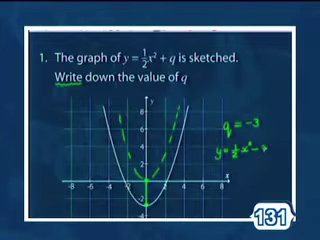 1. The graph of y = ½x² + q is sketched.
Write down the value of q
y
8
6
4
2
-8 -6 -4 -2 2 4 6 8 x
-2
-4
q = -3
y = ½x² -
131